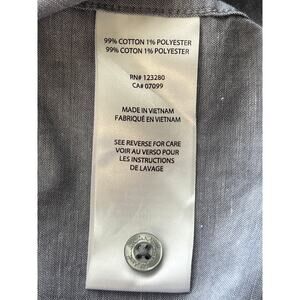 99% COTTON 1% POLYESTER
99% COTON 1% POLYESTER
RN# 123280
CA# 07099
MADE IN VIETNAM
FABRIQUÉ EN VIETNAM
SEE REVERSE FOR CARE
VOIR AU VERSO POUR
LES INSTRUCTIONS
DE LAVAGE